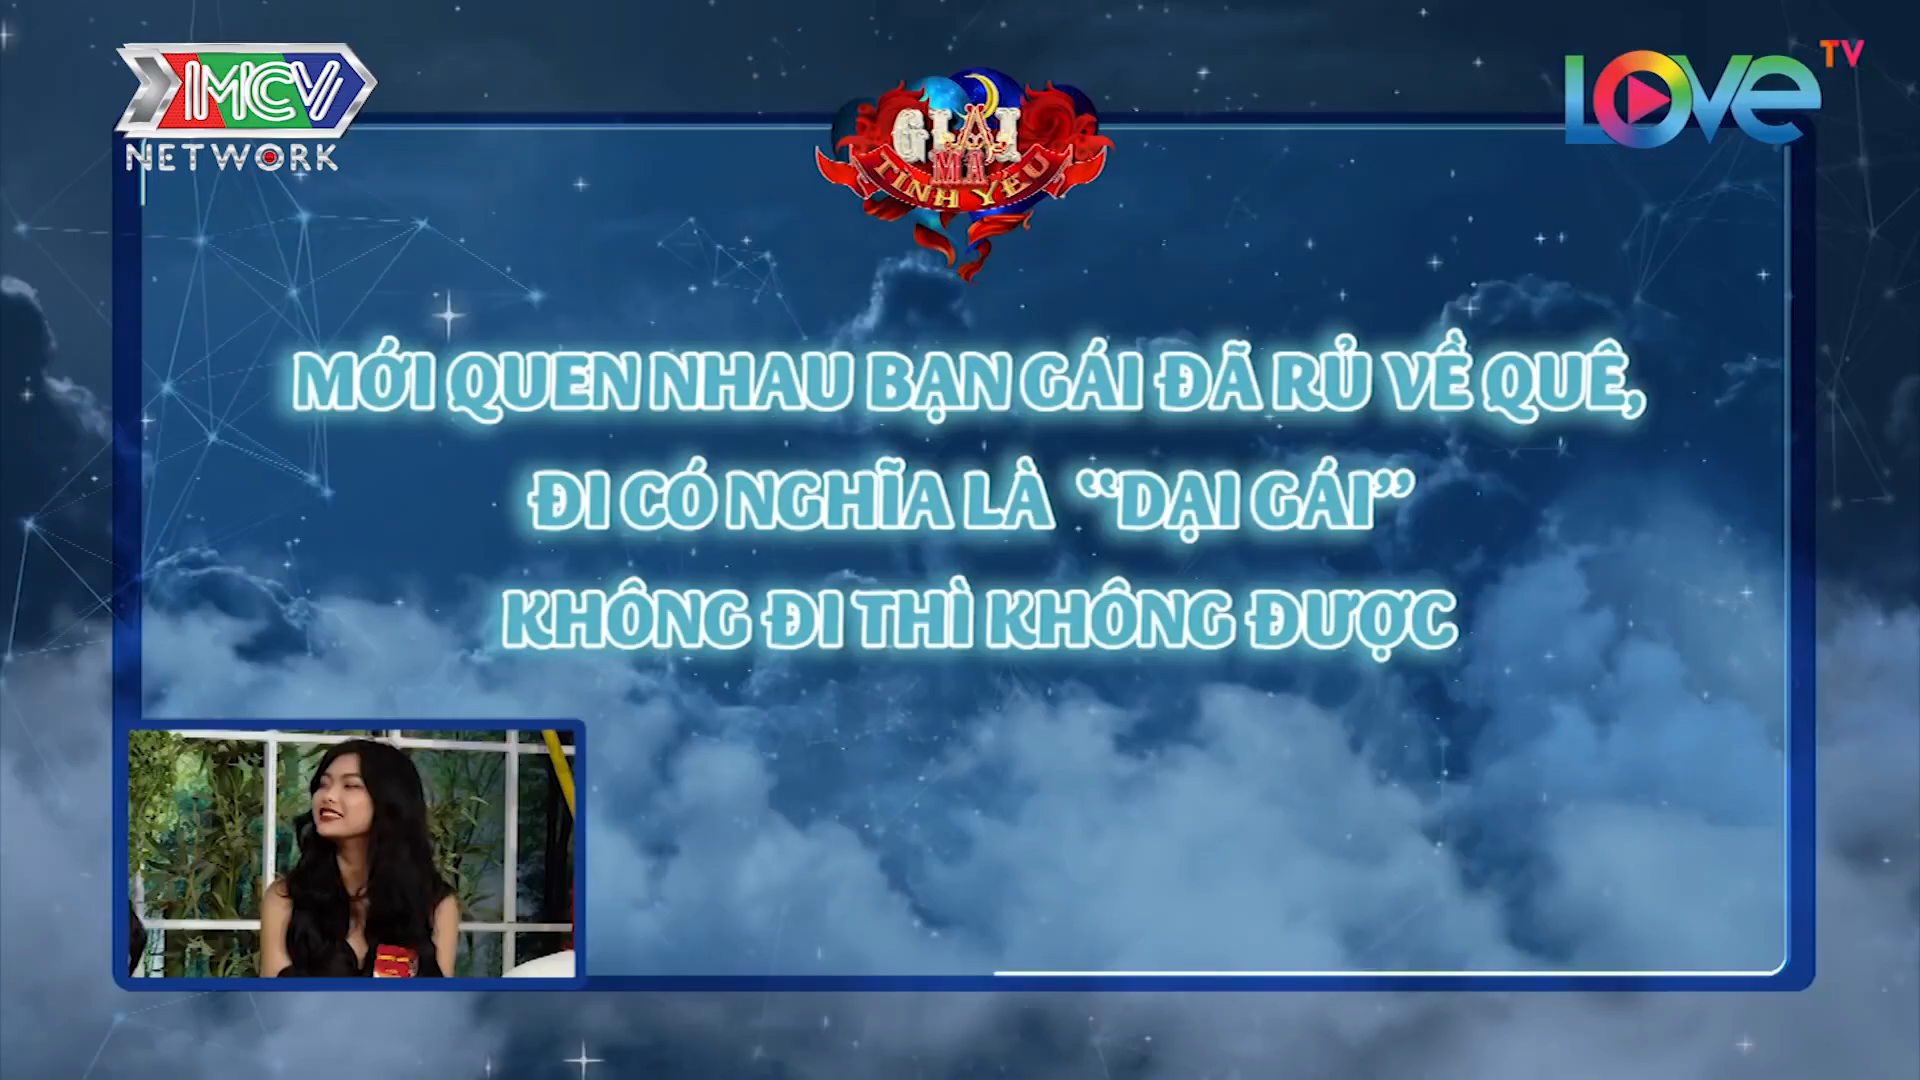 MCV
NETWORK
LOVE TV
GIẢI
MÃ
TÌNH YÊU
MỚI QUEN NHAU BẠN GÁI ĐÃ RỦ VỀ QUÊ,
ĐI CÓ NGHĨA LÀ “DẠI GÁI”
KHÔNG ĐI THÌ KHÔNG ĐƯỢC